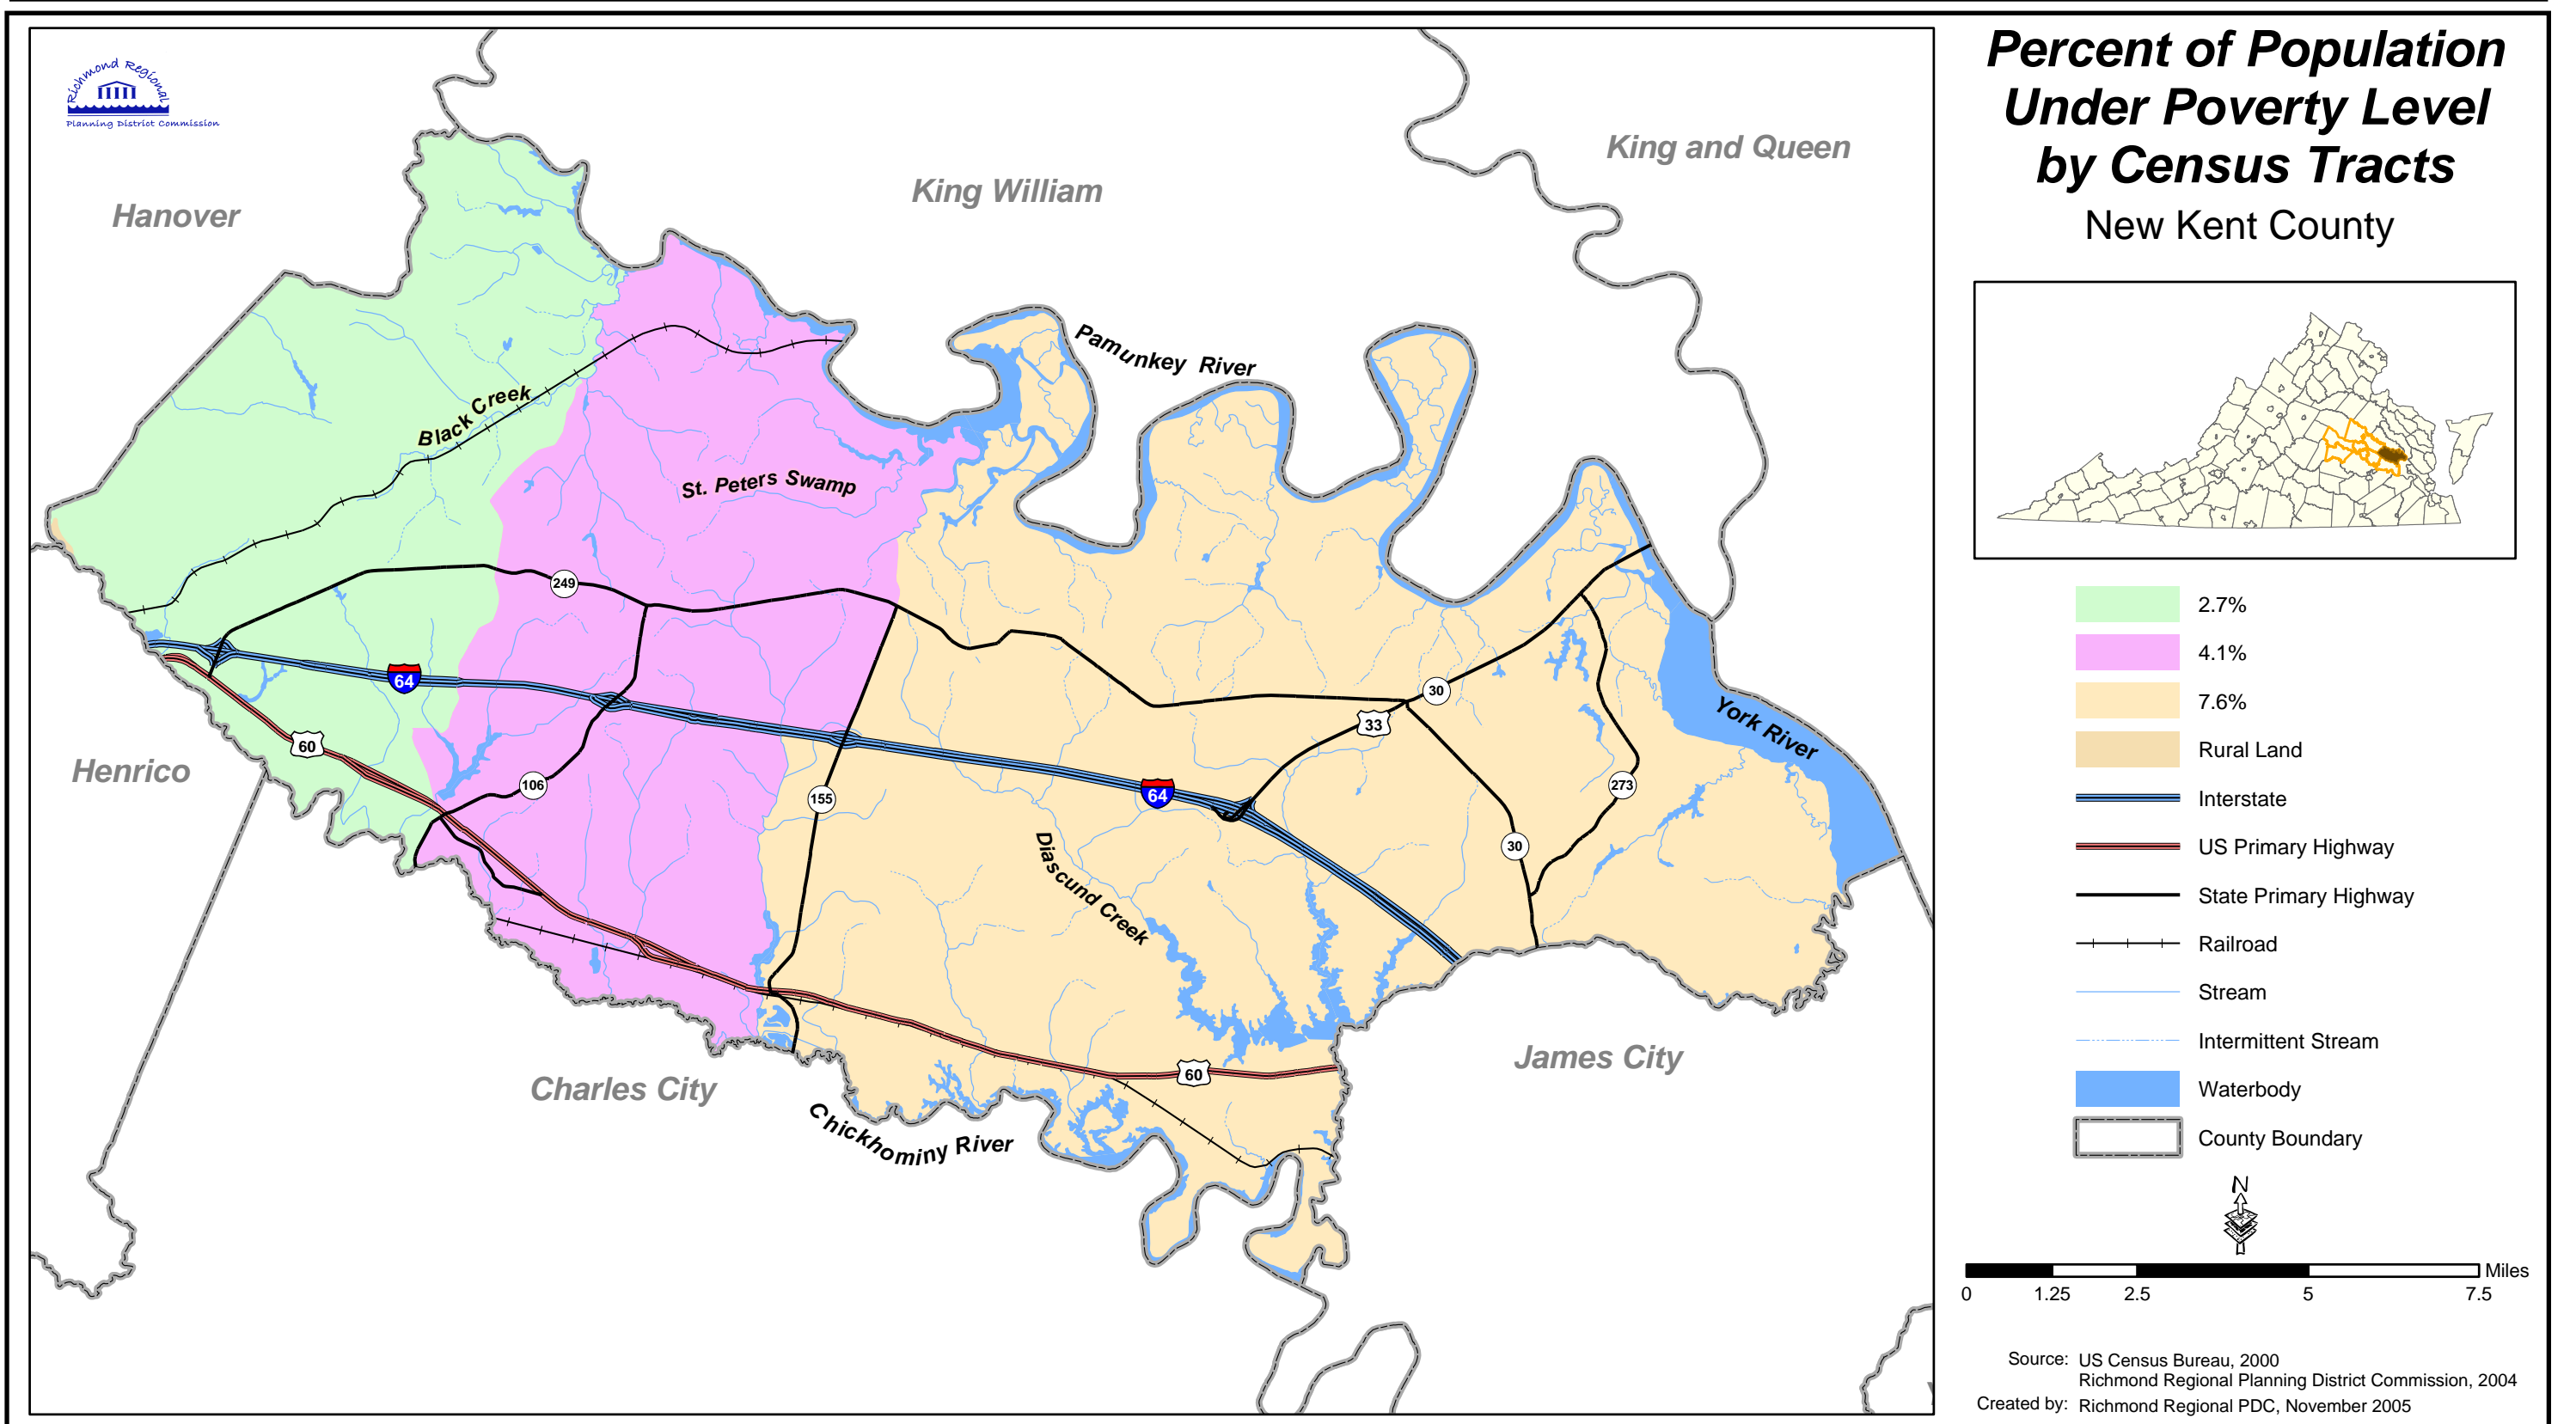 Richmond Regional
Planning District Commission
Percent of Population
Under Poverty Level
by Census Tracts
New Kent County
Hanover
King William
King and Queen
Henrico
Charles City
James City
Pamunkey River
Black Creek
St. Peters Swamp
York River
Diascund Creek
Chickhominy River
249
64
60
106
155
64
33
30
273
30
60
2.7%
4.1%
7.6%
Rural Land
Interstate
US Primary Highway
State Primary Highway
Railroad
Stream
Intermittent Stream
Waterbody
County Boundary
N
Miles
0 1.25 2.5 5 7.5
Source: US Census Bureau, 2000
Richmond Regional Planning District Commission, 2004
Created by: Richmond Regional PDC, November 2005